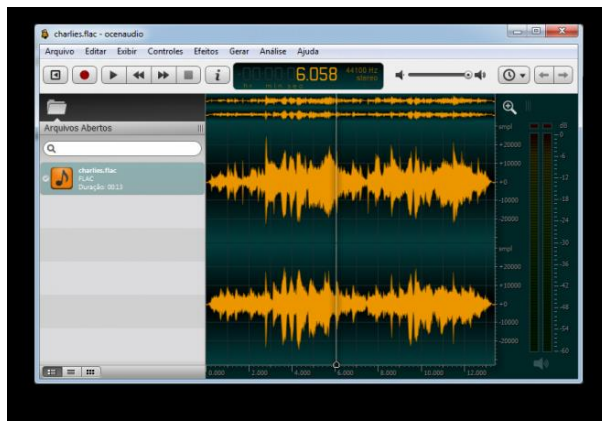 charlies.flac - ocenaudio
Arquivo Editar Exibir Controles Efeitos Gerar Análise Ajuda
6.058
44100 Hz
stereo
hr min sec
Arquivos Abertos
charlies.flac
FLAC
Duração: 00:13
ampl
+20000
+10000
+0
-10000
-20000
ampl
+20000
+10000
+0
-10000
-20000
dB
0
-6
-12
-18
-24
-30
-36
-42
-48
-54
-60
0.000 2.000 4.000 6.000 8.000 10.000 12.000